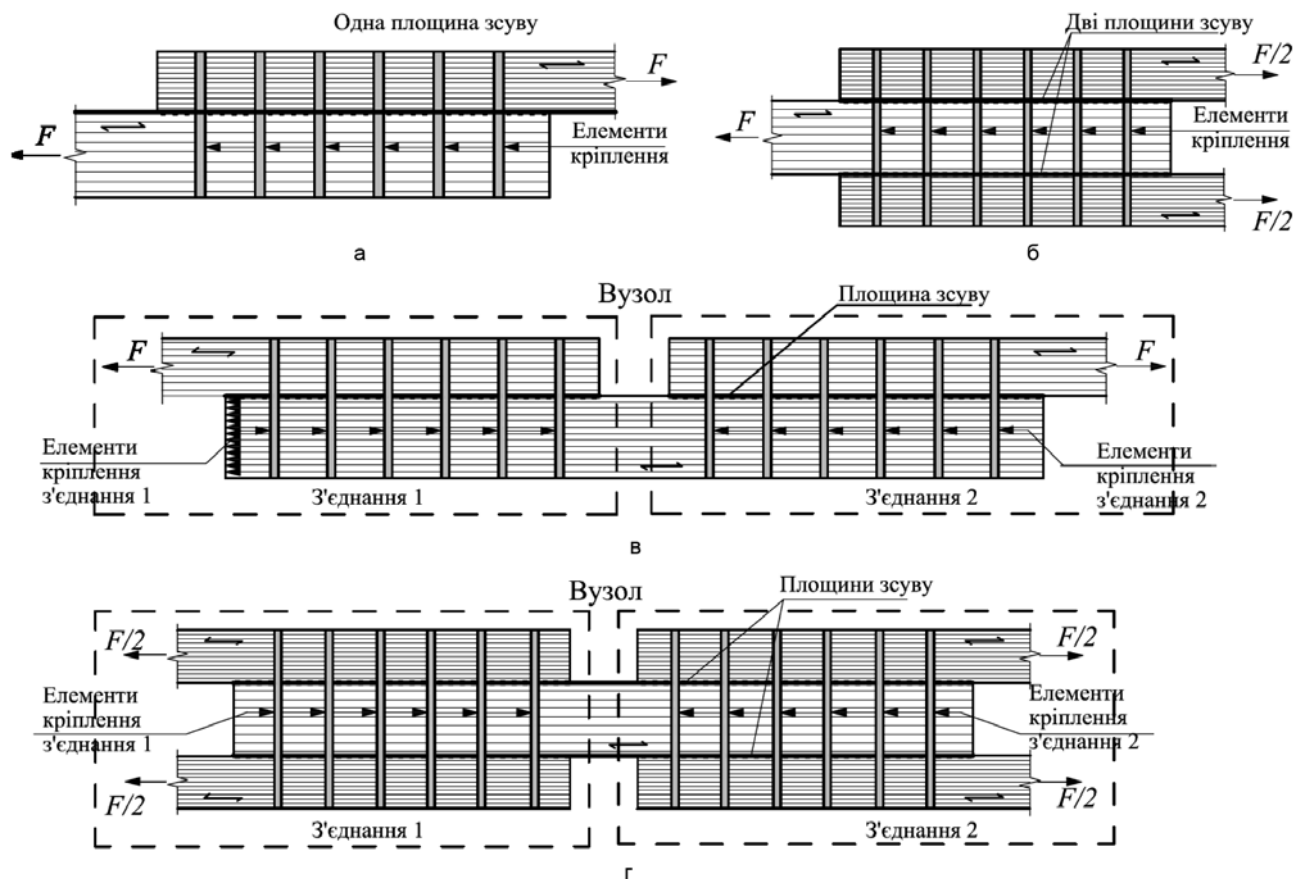 Одна площина зсуву
F
F
Елементи
кріплення
а
Дві площини зсуву
F/2
F
Елементи
кріплення
F/2
б
Вузол
Площина зсуву
F
F
Елементи
кріплення
з'єднання 1
Елементи
кріплення
з'єднання 2
З'єднання 1
З'єднання 2
в
Вузол
Площини зсуву
F/2
F/2
Елементи
кріплення
з'єднання 1
Елементи
кріплення
з'єднання 2
F/2
F/2
З'єднання 1
З'єднання 2
г